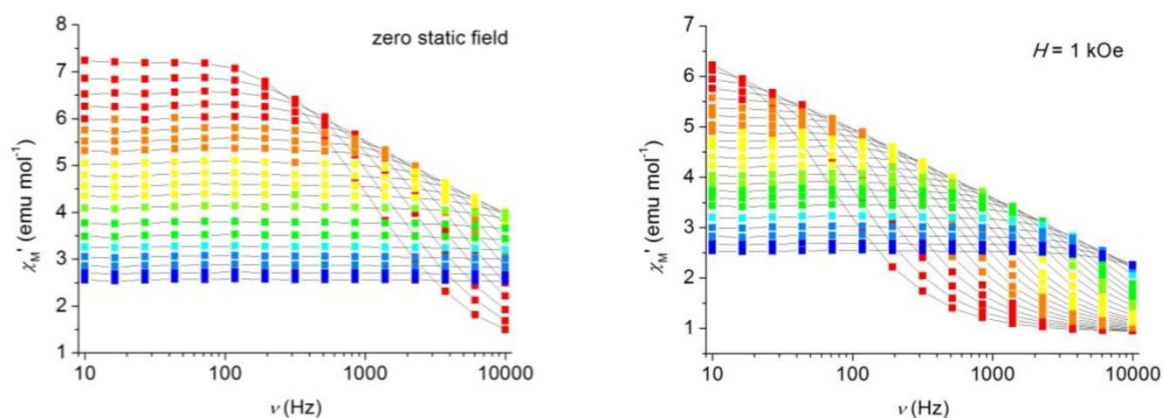 8
7
6
5
4
3
2
1
χM' (emu mol-1)
zero static field
10 100 1000 10000
ν (Hz)
7
6
5
4
3
2
1
χM' (emu mol-1)
H = 1 kOe
10 100 1000 10000
ν (Hz)